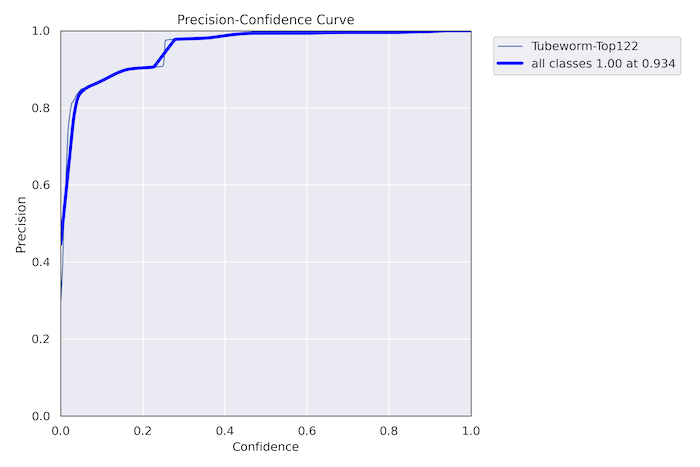 Precision-Confidence Curve
1.0
0.8
0.6
0.4
0.2
0.0
Precision
0.0 0.2 0.4 0.6 0.8 1.0
Confidence
Tubeworm-Top122
all classes 1.00 at 0.934